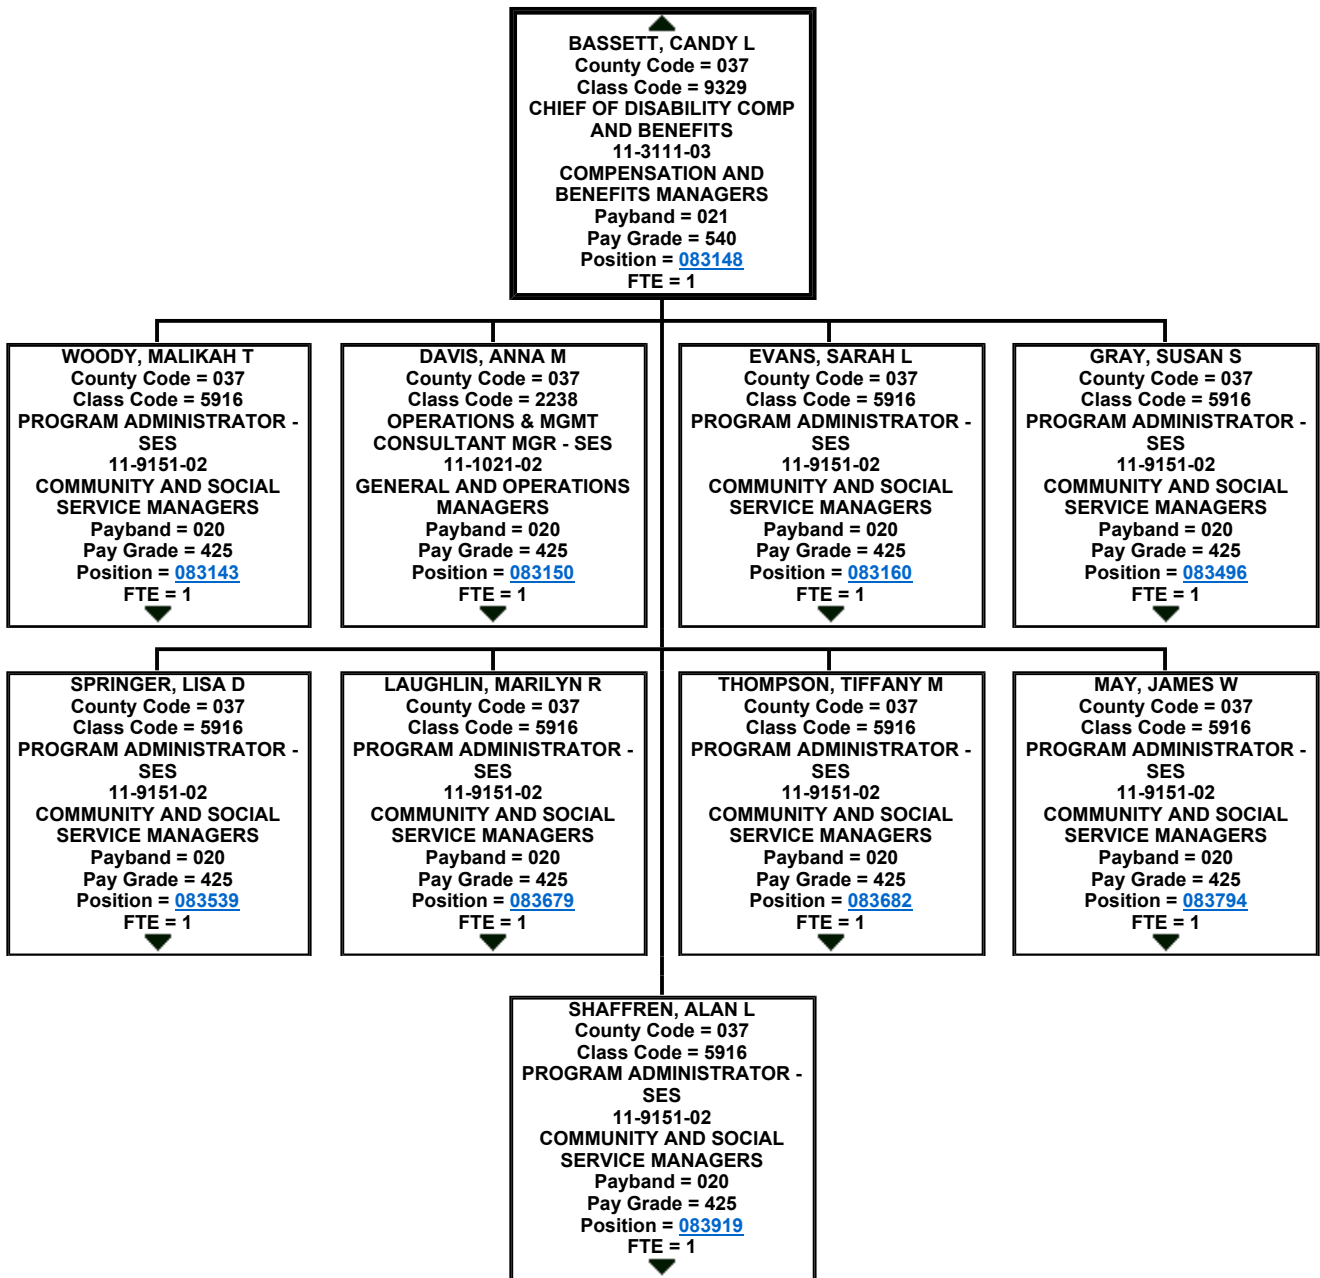 BASSETT, CANDY L
County Code = 037
Class Code = 9329
CHIEF OF DISABILITY COMP
AND BENEFITS
11-3111-03
COMPENSATION AND
BENEFITS MANAGERS
Payband = 021
Pay Grade = 540
Position = 083148
FTE = 1
WOODY, MALIKAH T
County Code = 037
Class Code = 5916
PROGRAM ADMINISTRATOR -
SES
11-9151-02
COMMUNITY AND SOCIAL
SERVICE MANAGERS
Payband = 020
Pay Grade = 425
Position = 083143
FTE = 1
DAVIS, ANNA M
County Code = 037
Class Code = 2238
OPERATIONS & MGMT
CONSULTANT MGR - SES
11-1021-02
GENERAL AND OPERATIONS
MANAGERS
Payband = 020
Pay Grade = 425
Position = 083150
FTE = 1
EVANS, SARAH L
County Code = 037
Class Code = 5916
PROGRAM ADMINISTRATOR -
SES
11-9151-02
COMMUNITY AND SOCIAL
SERVICE MANAGERS
Payband = 020
Pay Grade = 425
Position = 083160
FTE = 1
GRAY, SUSAN S
County Code = 037
Class Code = 5916
PROGRAM ADMINISTRATOR -
SES
11-9151-02
COMMUNITY AND SOCIAL
SERVICE MANAGERS
Payband = 020
Pay Grade = 425
Position = 083496
FTE = 1
SPRINGER, LISA D
County Code = 037
Class Code = 5916
PROGRAM ADMINISTRATOR -
SES
11-9151-02
COMMUNITY AND SOCIAL
SERVICE MANAGERS
Payband = 020
Pay Grade = 425
Position = 083539
FTE = 1
LAUGHLIN, MARILYN R
County Code = 037
Class Code = 5916
PROGRAM ADMINISTRATOR -
SES
11-9151-02
COMMUNITY AND SOCIAL
SERVICE MANAGERS
Payband = 020
Pay Grade = 425
Position = 083679
FTE = 1
THOMPSON, TIFFANY M
County Code = 037
Class Code = 5916
PROGRAM ADMINISTRATOR -
SES
11-9151-02
COMMUNITY AND SOCIAL
SERVICE MANAGERS
Payband = 020
Pay Grade = 425
Position = 083682
FTE = 1
MAY, JAMES W
County Code = 037
Class Code = 5916
PROGRAM ADMINISTRATOR -
SES
11-9151-02
COMMUNITY AND SOCIAL
SERVICE MANAGERS
Payband = 020
Pay Grade = 425
Position = 083794
FTE = 1
SHAFFREN, ALAN L
County Code = 037
Class Code = 5916
PROGRAM ADMINISTRATOR -
SES
11-9151-02
COMMUNITY AND SOCIAL
SERVICE MANAGERS
Payband = 020
Pay Grade = 425
Position = 083919
FTE = 1